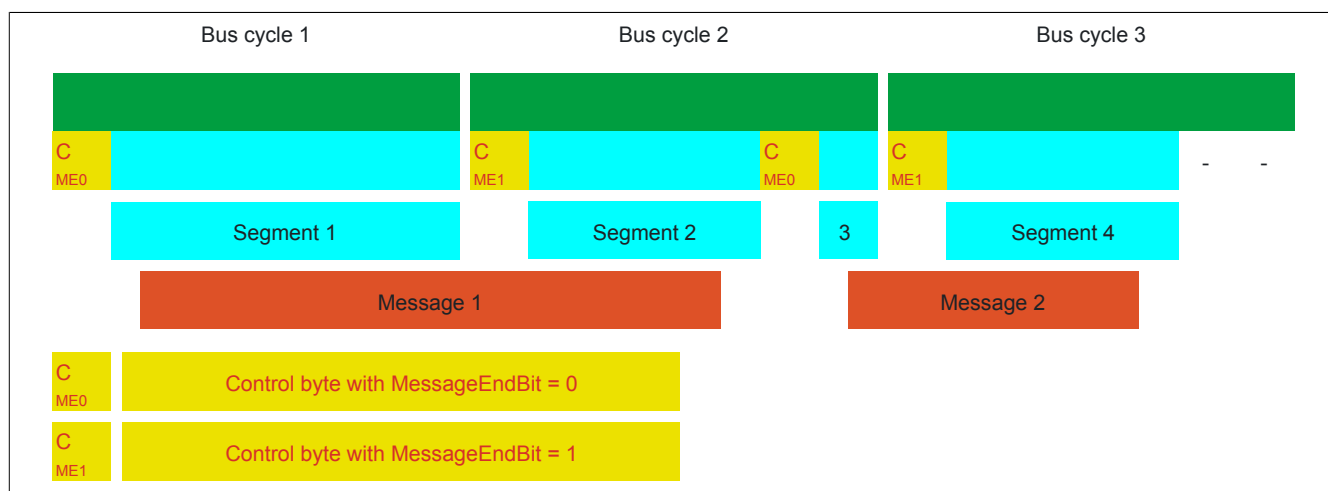 Bus cycle 1 Bus cycle 2 Bus cycle 3
C C C C
ME0 ME1 ME0 ME1 - -
Segment 1 Segment 2 3 Segment 4
Message 1 Message 2
C
ME0 Control byte with MessageEndBit = 0
C
ME1 Control byte with MessageEndBit = 1